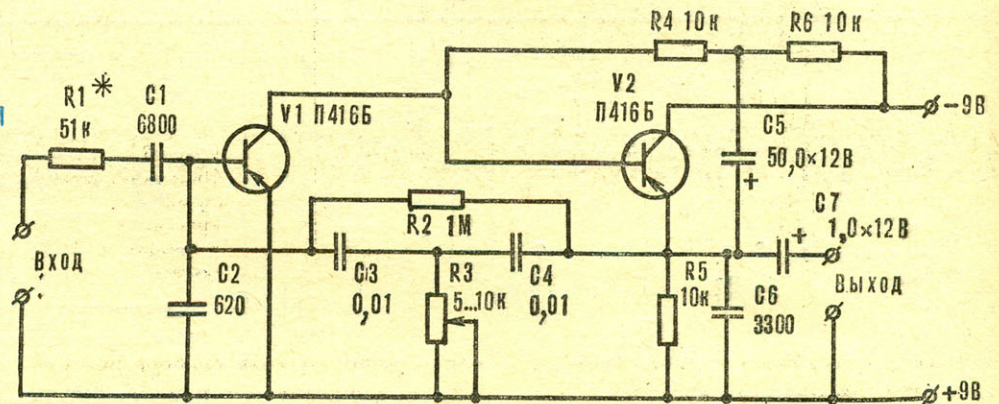 R1 *
51к
C1
6800
V1 П416Б
V2
П416Б
R4 10к
R6 10к
-9В
C5
50,0×12В
+
C7
+
1,0×12В
R2 1М
Вход
C2
620
C3
0,01
R3
5...10к
C4
0,01
R5
10к
C6
3300
Выход
+9В